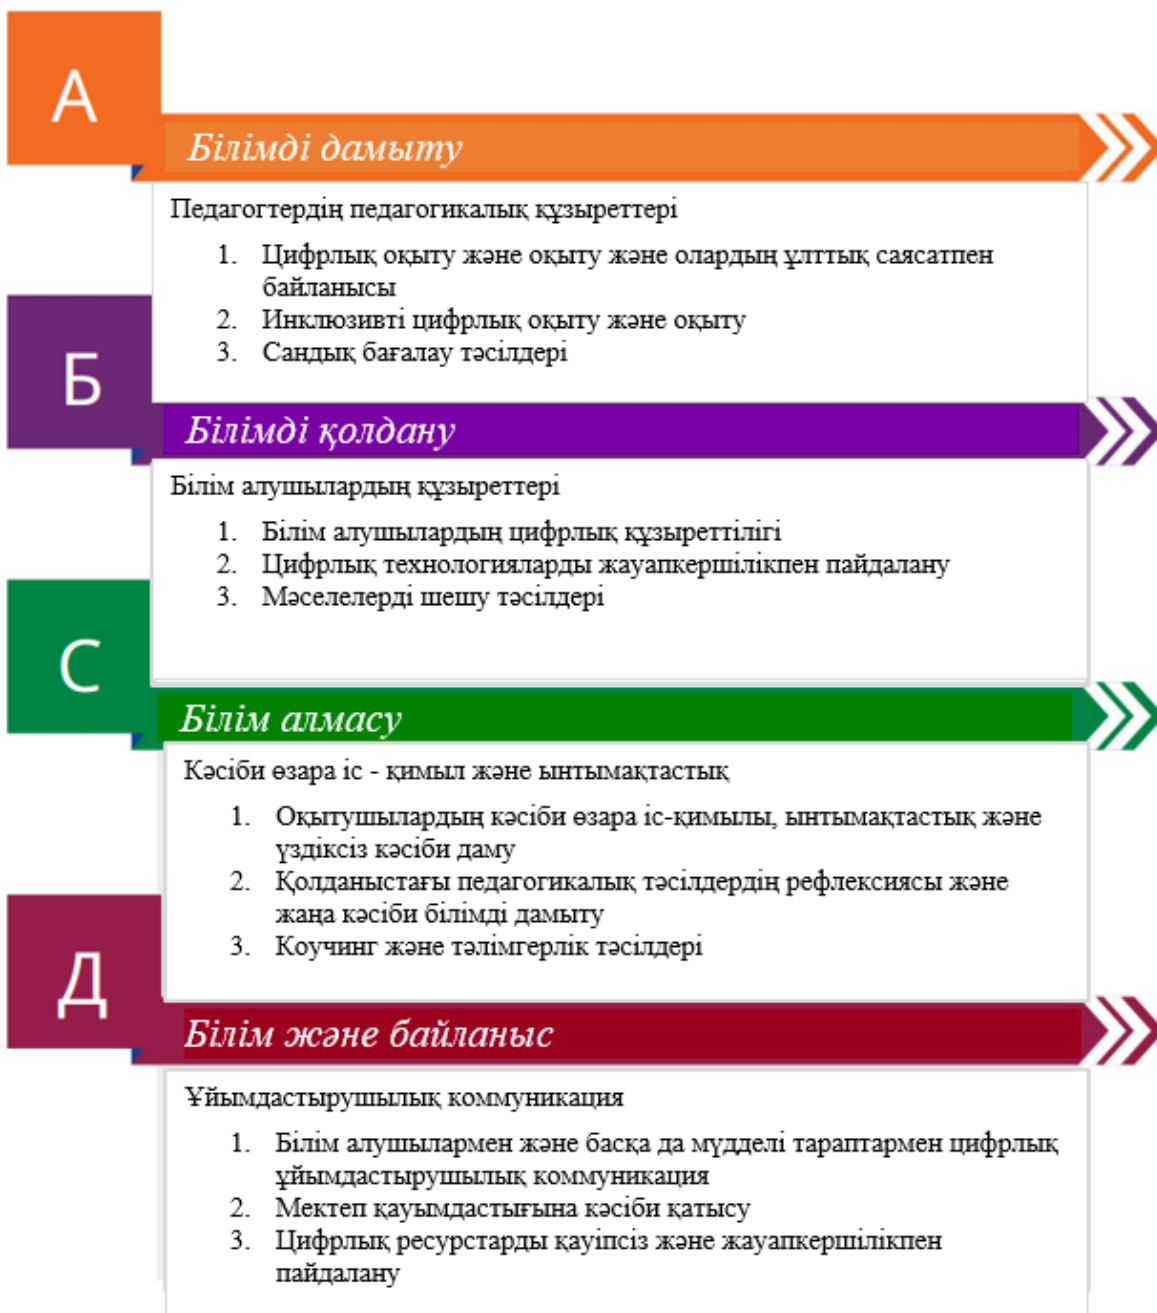 А
Білімді дамыту
Педагогтердің педагогикалық құзыреттері
1. Цифрлық оқыту және оқыту және олардың ұлттық саясатпен
байланысы
2. Инклюзивті цифрлық оқыту және оқыту
3. Сандық бағалау тәсілдері
Б
Білімді қолдану
Білім алушылардың құзыреттері
1. Білім алушылардың цифрлық құзыреттілігі
2. Цифрлық технологияларды жауапкершілікпен пайдалану
3. Мәселелерді шешу тәсілдері
С
Білім алмасу
Кәсіби өзара іс - қимыл және ынтымақтастық
1. Оқытушылардың кәсіби өзара іс-қимылы, ынтымақтастық және
үздіксіз кәсіби даму
2. Қолданыстағы педагогикалық тәсілдердің рефлексиясы және
жаңа кәсіби білімді дамыту
3. Коучинг және тәлімгерлік тәсілдері
Д
Білім және байланыс
Ұйымдастырушылық коммуникация
1. Білім алушылармен және басқа да мүдделі тараптармен цифрлық
ұйымдастырушылық коммуникация
2. Мектеп қауымдастығына кәсіби қатысу
3. Цифрлық ресурстарды қауіпсіз және жауапкершілікпен
пайдалану